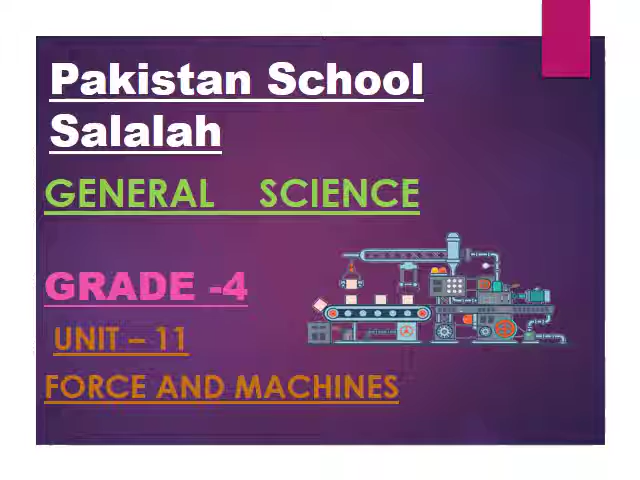 Pakistan School
Salalah
GENERAL SCIENCE
GRADE -4
UNIT – 11
FORCE AND MACHINES